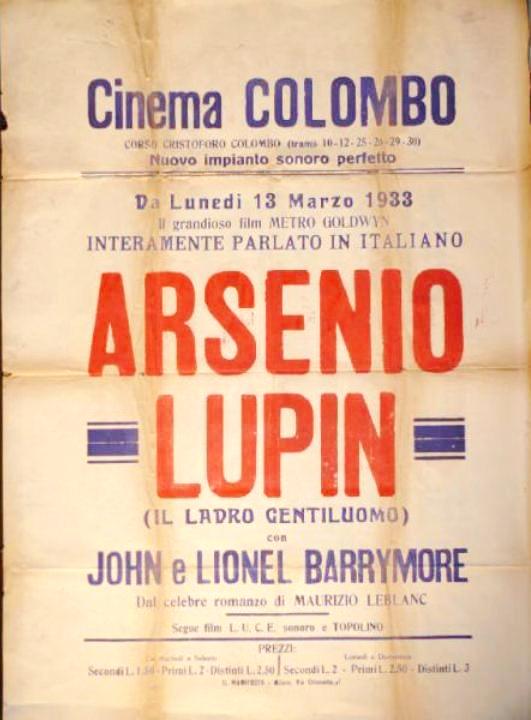 Cinema COLOMBO
CORSO CRISTOFORO COLOMBO (trams 10-12-25-26-29-30)
Nuovo impianto sonoro perfetto
Da Lunedì 13 Marzo 1933
Il grandioso film METRO GOLDWYN
INTERAMENTE PARLATO IN ITALIANO
ARSENIO
LUPIN
(IL LADRO GENTILUOMO)
con
JOHN e LIONEL BARRYMORE
Dal celebre romanzo di MAURIZIO LEBLANC
Segue film L. U. C. E. sonoro e TOPOLINO
PREZZI:
Secondi L. 1,50 - Primi L. 2 - Distinti L. 2,50 Secondi L. 2 - Primi L. 2,50 - Distinti L. 3